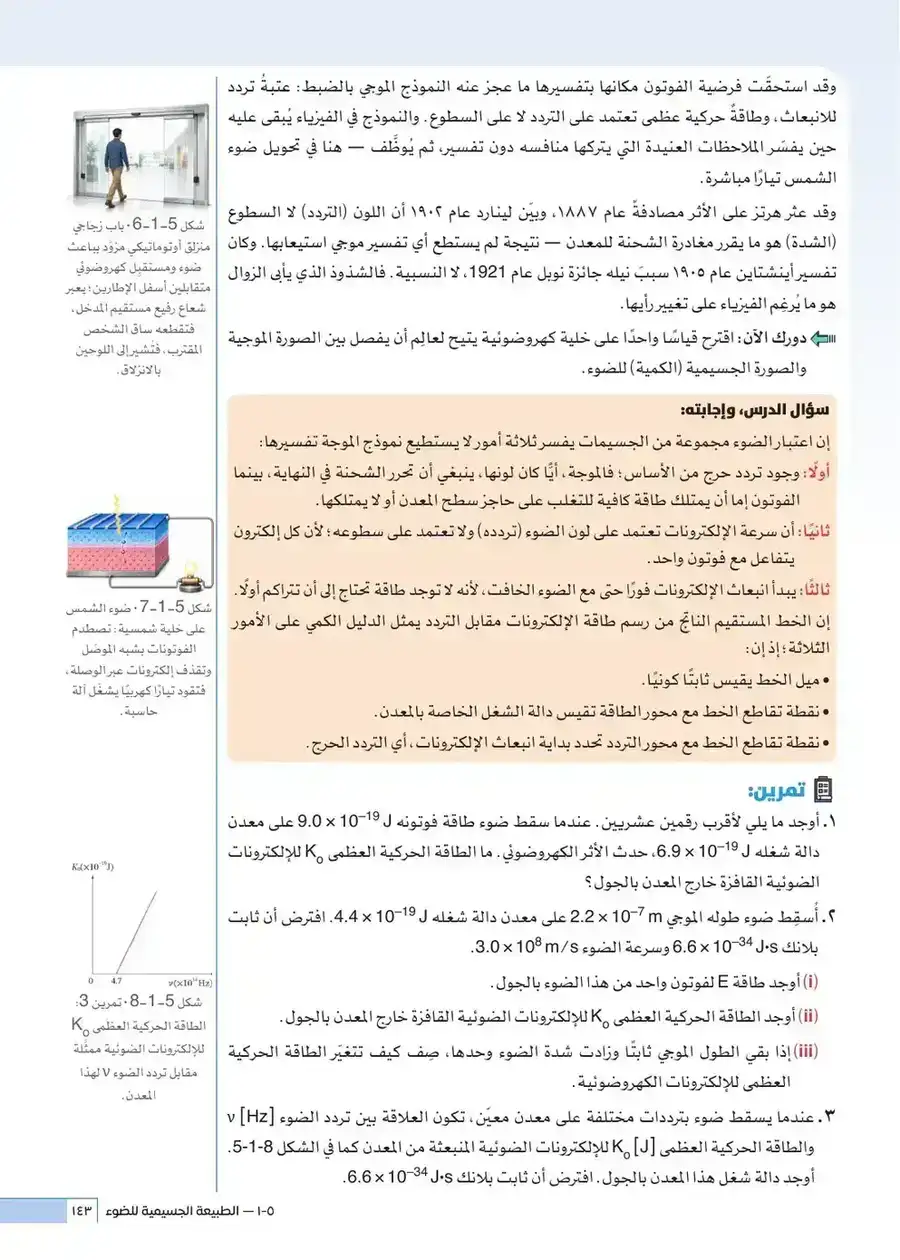 وقد استحقَّت فرضية الفوتون مكانها بتفسيرها ما عجز عنه النموذج الموجي بالضبط: عتبةُ تردد
للانبعاث، وطاقةٌ حركية عظمى تعتمد على التردد لا على السطوع. والنموذج في الفيزياء يُبقى عليه
حين يفسّر الملاحظات العنيدة التي يتركها منافسه دون تفسير، ثم يُوظَّف — هنا في تحويل ضوء
الشمس تيارًا مباشرة.
وقد عثر هرتز على الأثر مصادفةً عام ١٨٨٧، وبيّن لينارد عام ١٩٠٢ أن اللون (التردد) لا السطوع
(الشدة) هو ما يقرر مغادرة الشحنة للمعدن — نتيجة لم يستطع أي تفسير موجي استيعابها. وكان
تفسير أينشتاين عام ١٩٠٥ سببَ نيله جائزة نوبل عام 1921، لا النسبية. فالشذوذ الذي يأبى الزوال
هو ما يُرغِم الفيزياء على تغيير رأيها.
دورك الآن: اقترح قياسًا واحدًا على خلية كهروضوئية يتيح لعالِم أن يفصل بين الصورة الموجية
والصورة الجسيمية (الكمية) للضوء.
سؤال الدرس، وإجابته:
إن اعتبار الضوء مجموعة من الجسيمات يفسر ثلاثة أمور لا يستطيع نموذج الموجة تفسيرها:
أولًا: وجود تردد حرج من الأساس؛ فالموجة، أيًّا كان لونها، ينبغي أن تحرر الشحنة في النهاية، بينما
الفوتون إما أن يمتلك طاقة كافية للتغلب على حاجز سطح المعدن أو لا يمتلكها.
ثانيًا: أن سرعة الإلكترونات تعتمد على لون الضوء (تردده) ولا تعتمد على سطوعه؛ لأن كل إلكترون
يتفاعل مع فوتون واحد.
ثالثًا: يبدأ انبعاث الإلكترونات فورًا حتى مع الضوء الخافت، لأنه لا توجد طاقة تحتاج إلى أن تتراكم أولًا.
إن الخط المستقيم الناتج من رسم طاقة الإلكترونات مقابل التردد يمثل الدليل الكمي على الأمور
الثلاثة؛ إذ إن:
• ميل الخط يقيس ثابتًا كونيًا.
• نقطة تقاطع الخط مع محور الطاقة تقيس دالة الشغل الخاصة بالمعدن.
• نقطة تقاطع الخط مع محور التردد تحدد بداية انبعاث الإلكترونات، أي التردد الحرج.
تمرين:
١. أوجد ما يلي لأقرب رقمين عشريين. عندما سقط ضوء طاقة فوتونه 9.0 × 10⁻¹⁹ J على معدن
دالة شغله 6.9 × 10⁻¹⁹ J، حدث الأثر الكهروضوئي. ما الطاقة الحركية العظمى K₀ للإلكترونات
الضوئية القافزة خارج المعدن بالجول؟
٢. أُسقِط ضوء طوله الموجي 2.2 × 10⁻⁷ m على معدن دالة شغله 4.4 × 10⁻¹⁹ J. افترض أن ثابت
بلانك 6.6 × 10⁻³⁴ J·s وسرعة الضوء 3.0 × 10⁸ m/s.
(i) أوجد طاقة E لفوتون واحد من هذا الضوء بالجول.
(ii) أوجد الطاقة الحركية العظمى K₀ للإلكترونات الضوئية القافزة خارج المعدن بالجول.
(iii) إذا بقي الطول الموجي ثابتًا وزادت شدة الضوء وحدها، صِف كيف تتغيّر الطاقة الحركية
العظمى للإلكترونات الكهروضوئية.
٣. عندما يسقط ضوء بترددات مختلفة على معدن معيّن، تكون العلاقة بين تردد الضوء ν [Hz]
والطاقة الحركية العظمى K₀ [J] للإلكترونات الضوئية المنبعثة من المعدن كما في الشكل 5-1-8.
أوجد دالة شغل هذا المعدن بالجول. افترض أن ثابت بلانك 6.6 × 10⁻³⁴ J·s.
شكل 5-1-6 • باب زجاجي
منزلق أوتوماتيكي مزوّد بباعث
ضوء ومستقبِل كهروضوئي
متقابلين أسفل الإطارين؛ يعبر
شعاع رفيع مستقيم المدخل،
فتقطعه ساق الشخص
المقترب، فتُشير إلى اللوحين
بالانزلاق.
شكل 5-1-7 • ضوء الشمس
على خلية شمسية: تصطدم
الفوتونات بشبه الموصّل
وتقذف إلكترونات عبر الوصلة،
فتقود تيارًا كهربيًا يشغّل آلة
حاسبة.
K₀(×10⁻¹⁹J)
0
4.7
ν(×10¹⁴Hz)
شكل 5-1-8 • تمرين 3:
الطاقة الحركية العظمى K₀
للإلكترونات الضوئية ممثَّلة
مقابل تردد الضوء ν لهذا
المعدن.
٥-١ — الطبيعة الجسيمية للضوء
١٤٣